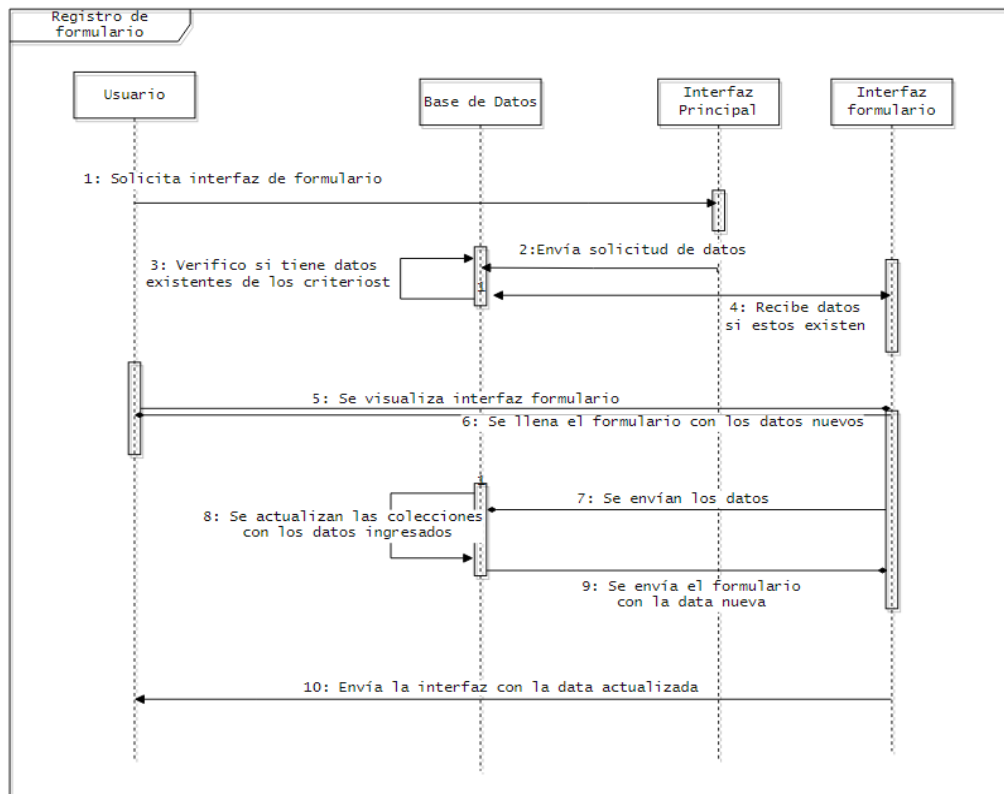 Registro de
formulario
Usuario
Base de Datos
Interfaz
Principal
Interfaz
formulario
1: Solicita interfaz de formulario
2:Envía solicitud de datos
3: Verifico si tiene datos
existentes de los criteriost
1
4: Recibe datos
si estos existen
5: Se visualiza interfaz formulario
6: Se llena el formulario con los datos nuevos
1
7: Se envían los datos
8: Se actualizan las colecciones
con los datos ingresados
9: Se envía el formulario
con la data nueva
10: Envía la interfaz con la data actualizada